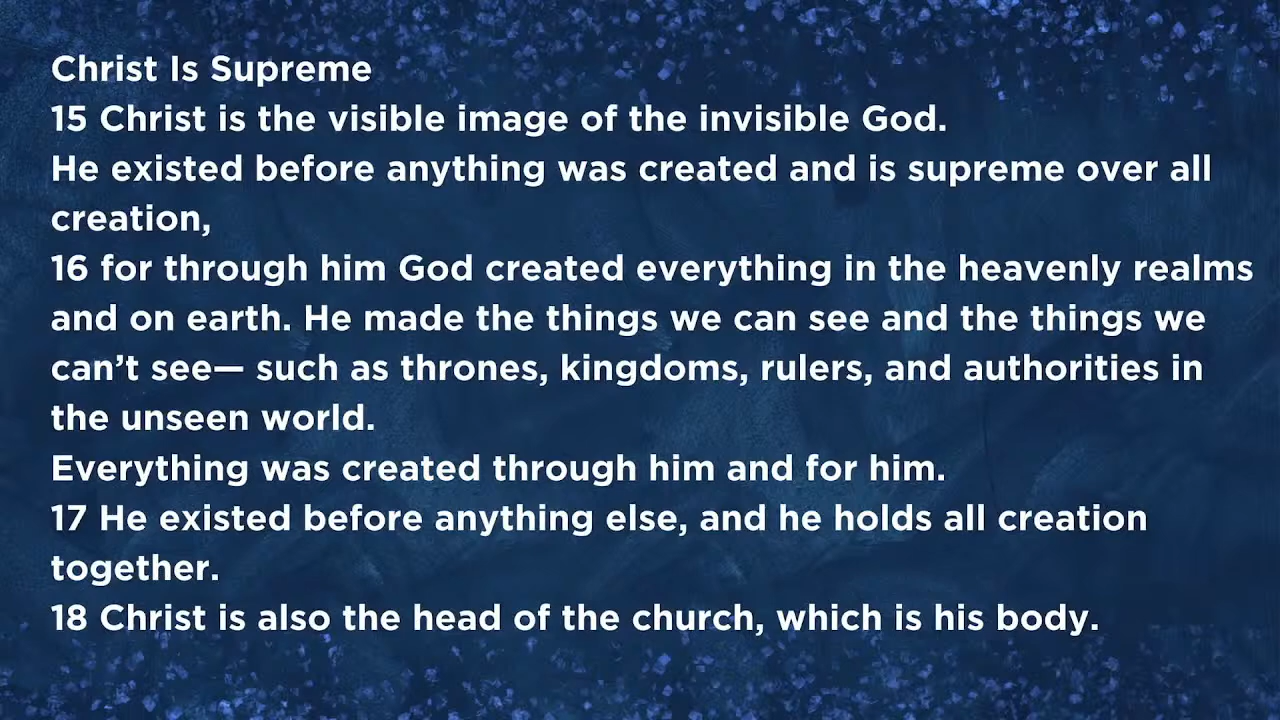 Christ Is Supreme
15 Christ is the visible image of the invisible God.
He existed before anything was created and is supreme over all
creation,
16 for through him God created everything in the heavenly realms
and on earth. He made the things we can see and the things we
can’t see— such as thrones, kingdoms, rulers, and authorities in
the unseen world.
Everything was created through him and for him.
17 He existed before anything else, and he holds all creation
together.
18 Christ is also the head of the church, which is his body.